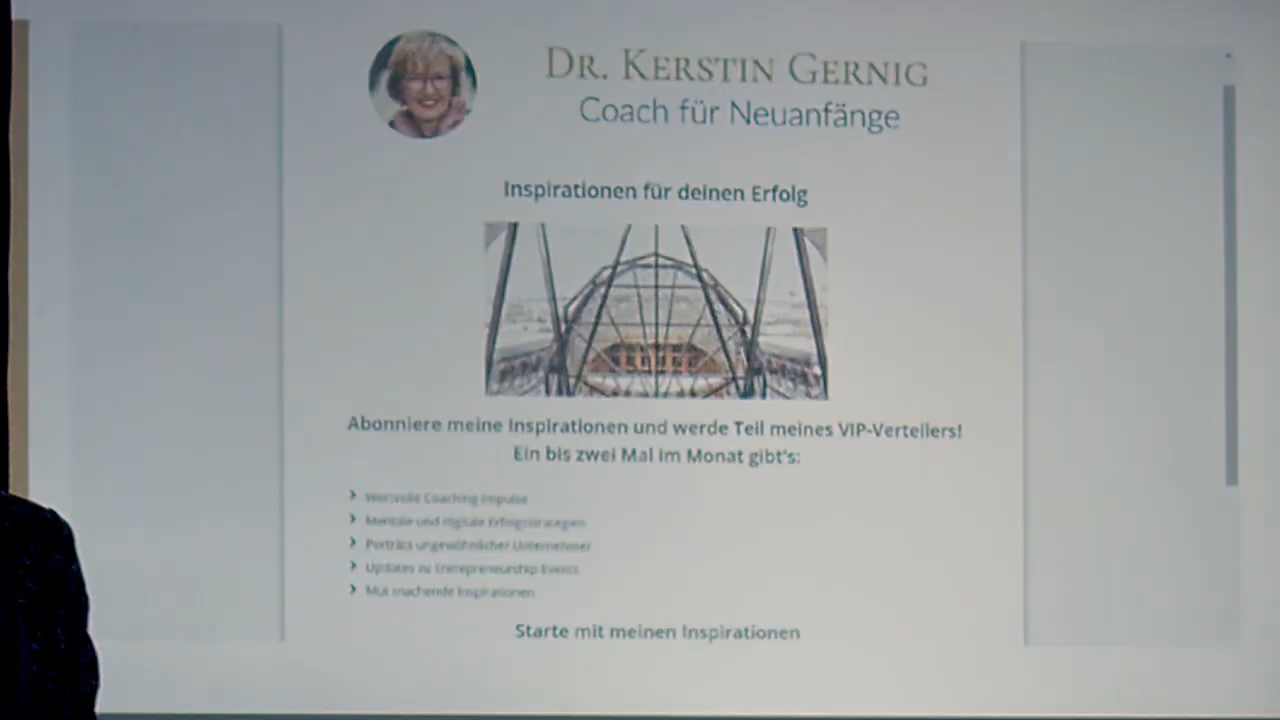 DR. KERSTIN GERNIG
Coach für Neuanfänge
Inspirationen für deinen Erfolg
Abonniere meine Inspirationen und werde Teil meines VIP-Verteilers!
Ein bis zwei Mal im Monat gibt's:
Wertvolle Coaching-Impulse
Mentale und digitale Erfolgsstrategien
Porträts ungewöhnlicher Unternehmer
Updates zu Entrepreneurship Events
Mut machende Inspirationen
Starte mit meinen Inspirationen